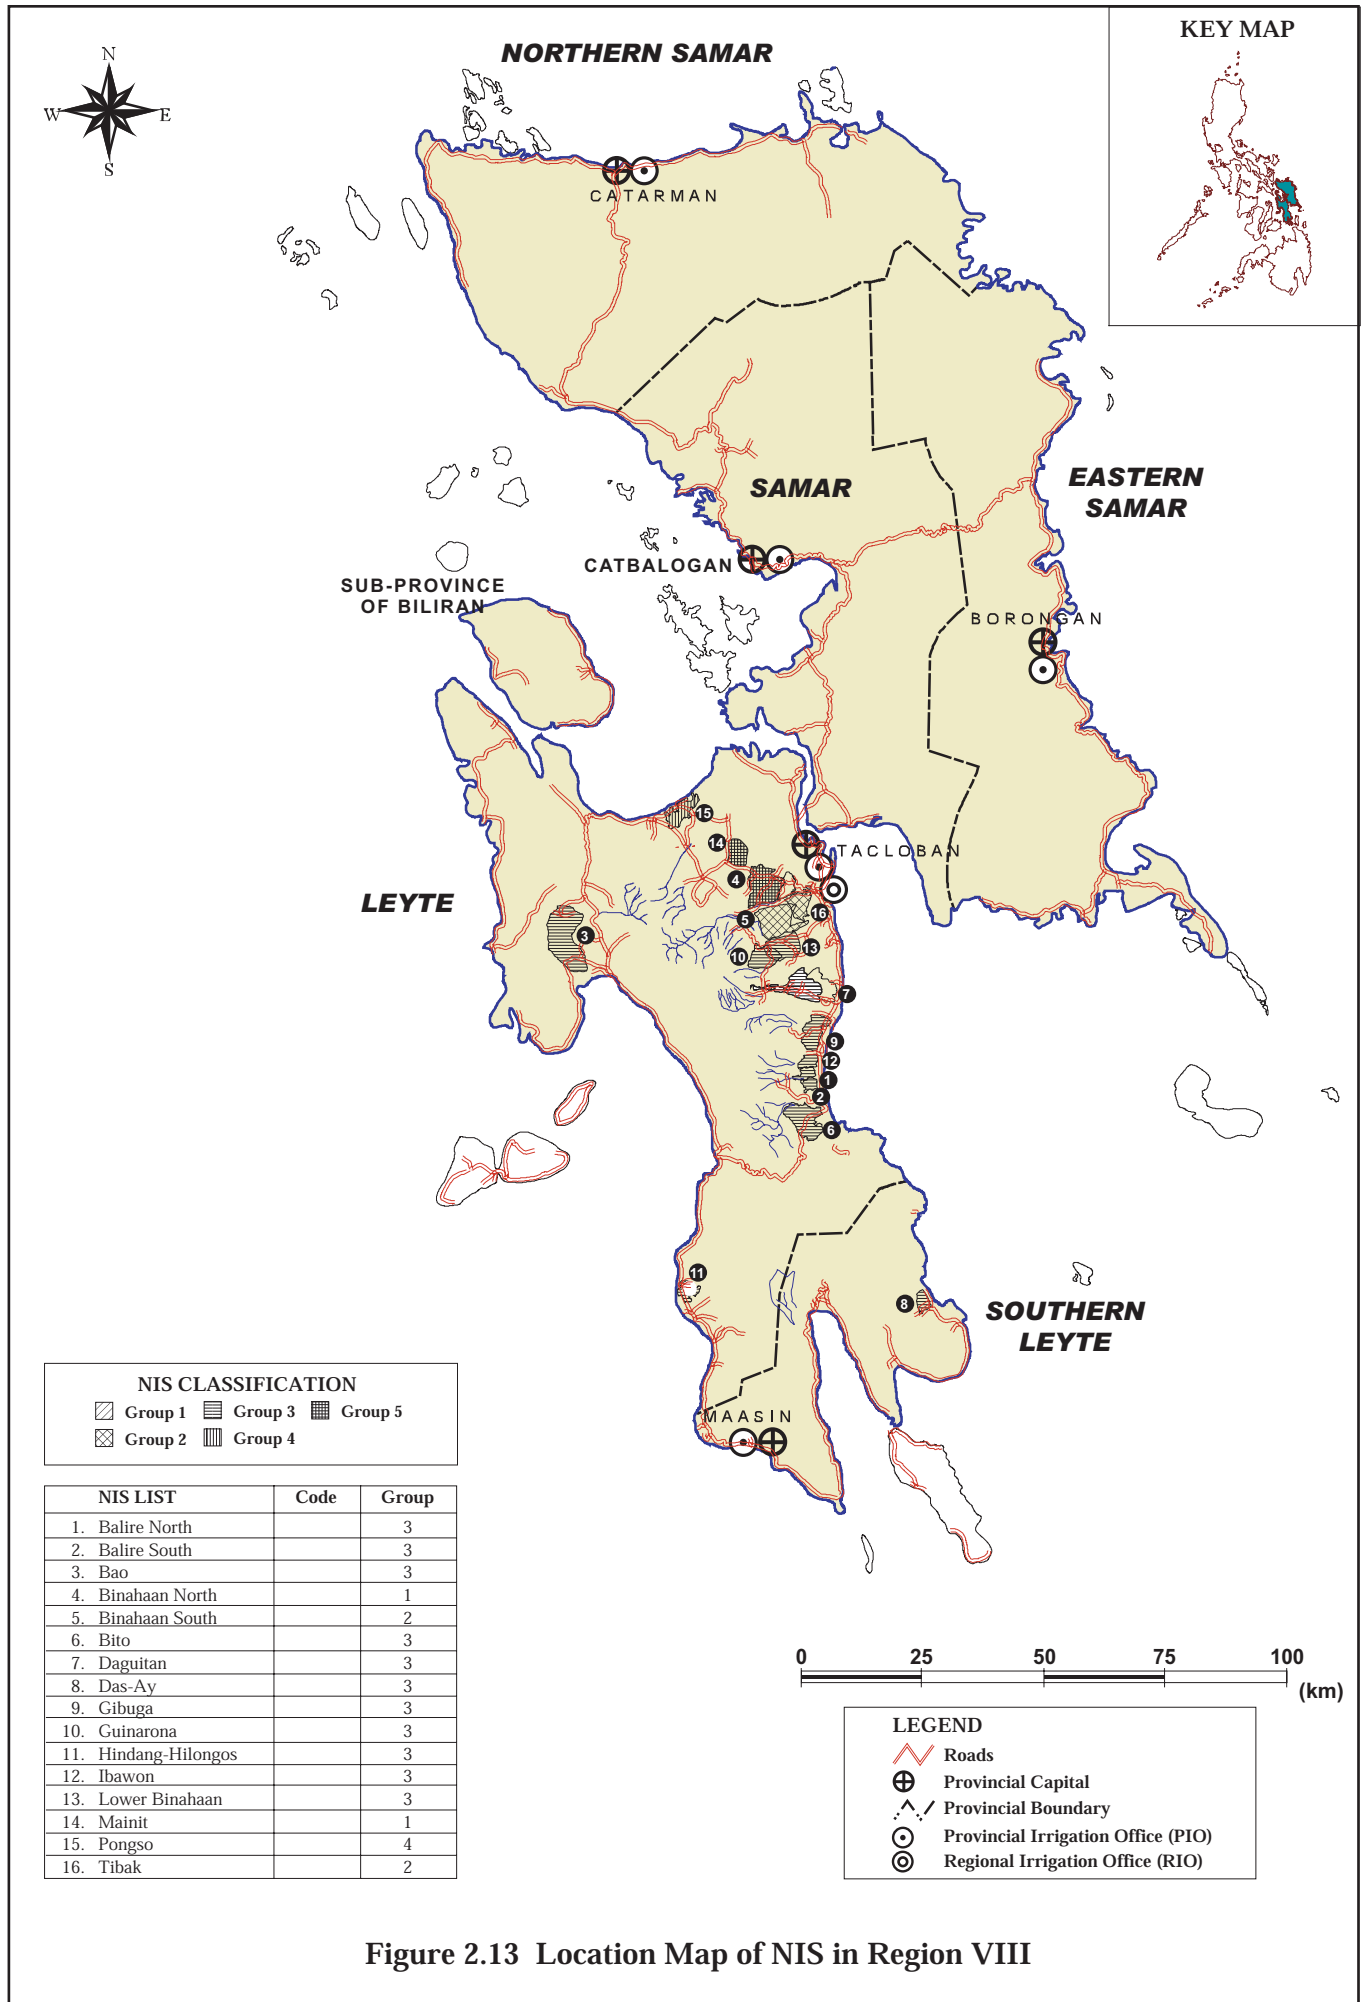 KEY MAP
N
W
E
S
NORTHERN SAMAR
CATARMAN
SAMAR
EASTERN
SAMAR
CATBALOGAN
SUB-PROVINCE
OF BILIRAN
BORONGAN
15
14
TACLOBAN
4
LEYTE
5
16
3
13
10
7
9
12
1
2
6
11
8
SOUTHERN
LEYTE
MAASIN
NIS CLASSIFICATION
Group 1 Group 3 Group 5
Group 2 Group 4
NIS LIST Code Group
1. Balire North 3
2. Balire South 3
3. Bao 3
4. Binahaan North 1
5. Binahaan South 2
6. Bito 3
7. Daguitan 3
8. Das-Ay 3
9. Gibuga 3
10. Guinarona 3
11. Hindang-Hilongos 3
12. Ibawon 3
13. Lower Binahaan 3
14. Mainit 1
15. Pongso 4
16. Tibak 2
0 25 50 75 100
(km)
LEGEND
Roads
Provincial Capital
Provincial Boundary
Provincial Irrigation Office (PIO)
Regional Irrigation Office (RIO)
Figure 2.13 Location Map of NIS in Region VIII